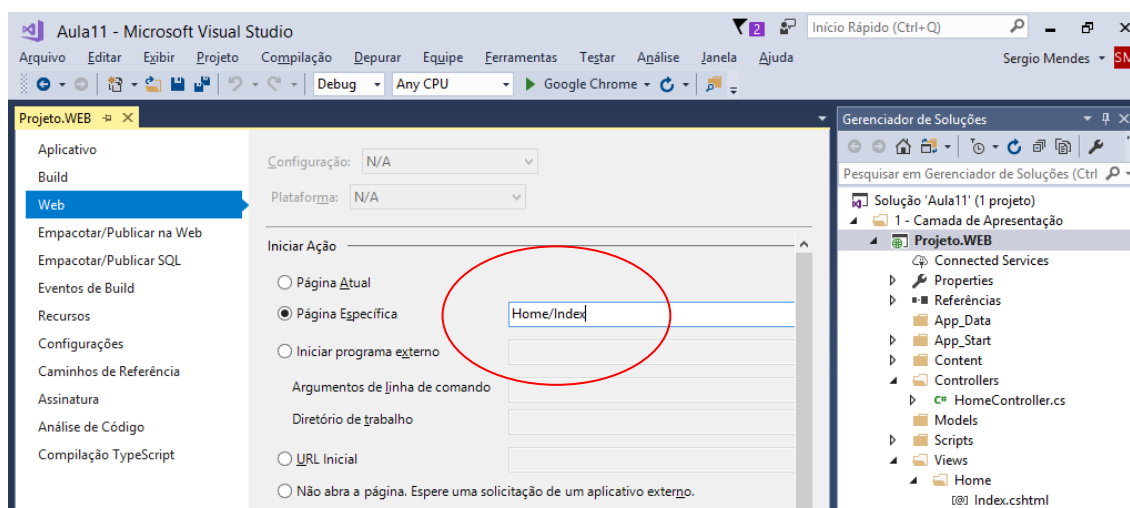 Aula11 - Microsoft Visual Studio
2
Início Rápido (Ctrl+Q)
Arquivo Editar Exibir Projeto Compilação Depurar Equipe Ferramentas Testar Análise Janela Ajuda
Sergio Mendes
SM
Debug Any CPU Google Chrome
Projeto.WEB
Aplicativo
Build
Web
Empacotar/Publicar na Web
Empacotar/Publicar SQL
Eventos de Build
Recursos
Configurações
Caminhos de Referência
Assinatura
Análise de Código
Compilação TypeScript
Configuração: N/A
Plataforma: N/A
Iniciar Ação
Página Atual
Página Específica Home/Index
Iniciar programa externo
Argumentos de linha de comando
Diretório de trabalho
URL Inicial
Não abra a página. Espere uma solicitação de um aplicativo externo.
Gerenciador de Soluções
Pesquisar em Gerenciador de Soluções (Ctrl
Solução 'Aula11' (1 projeto)
1 - Camada de Apresentação
Projeto.WEB
Connected Services
Properties
Referências
App_Data
App_Start
Content
Controllers
C# HomeController.cs
Models
Scripts
Views
Home
[@] Index.cshtml